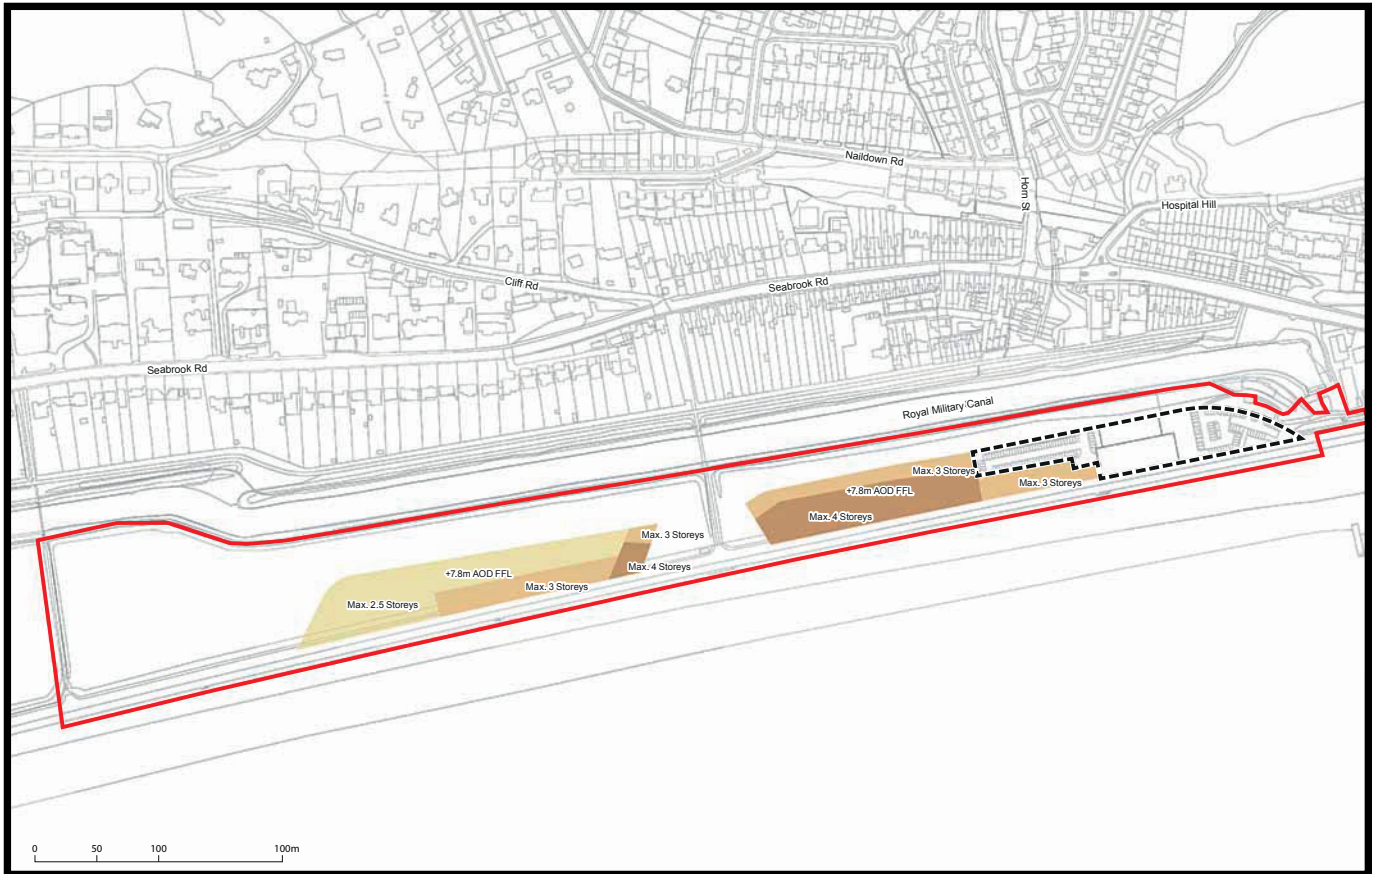 Naildown Rd
Horn St
Hospital Hill
Cliff Rd
Seabrook Rd
Seabrook Rd
Royal Military Canal
Max. 3 Storeys
Max. 3 Storeys
+7.8m AOD FFL
Max. 4 Storeys
Max. 3 Storeys
Max. 4 Storeys
+7.8m AOD FFL
Max. 3 Storeys
Max. 2.5 Storeys
0 50 100 100m